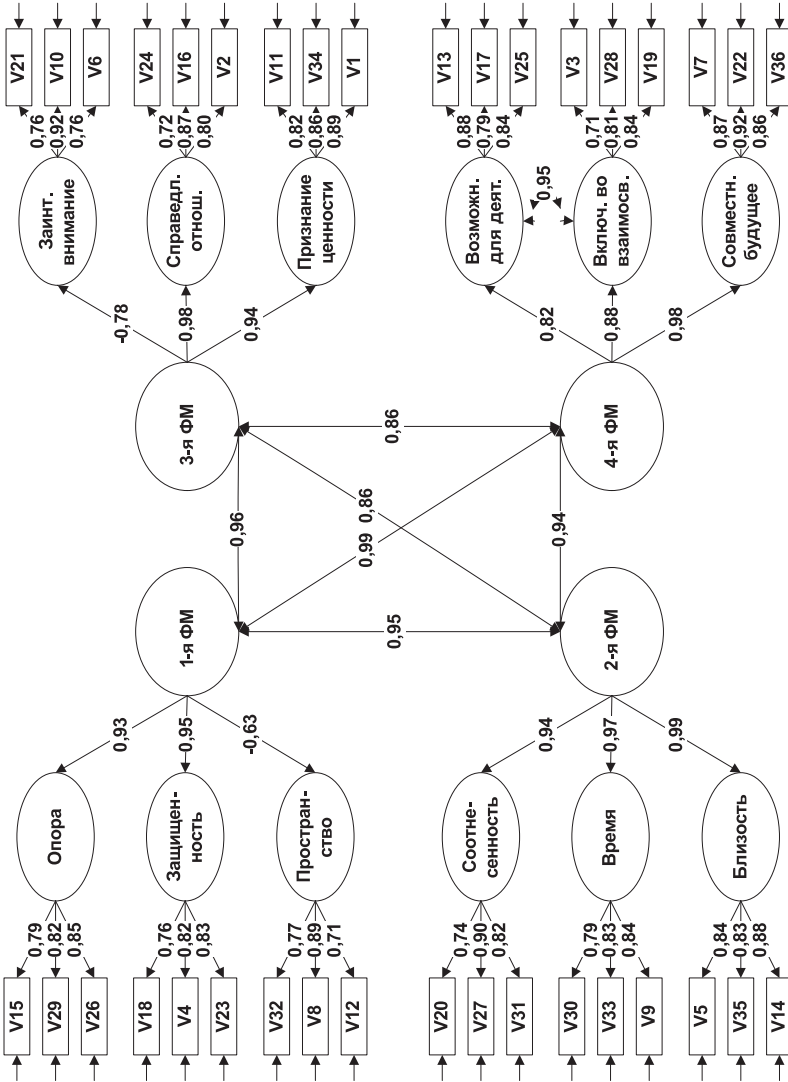 V14
V35
V5
V9
V33
V30
V31
V27
V20
V12
V8
V32
V23
V4
V18
V26
V29
V15
0,88
0,83
0,84
0,84
0,83
0,79
0,82
0,90
0,74
0,71
0,89
0,77
0,83
0,82
0,76
0,85
0,82
0,79
Близость
Время
Соотне-
сенность
Простран-
ство
Защищен-
ность
Опора
0,99
0,97
0,94
-0,63
0,95
0,93
2-я ФМ
1-я ФМ
0,95
0,94
0,99
0,86
0,96
0,86
4-я ФМ
3-я ФМ
0,98
0,88
0,82
0,94
0,98
-0,78
Совместн.
будущее
Включ. во
взаимосв.
Возможн.
для деят.
0,95
Признание
ценности
Справедл.
отнош.
Заинт.
внимание
0,86
0,92
0,87
0,84
0,81
0,71
0,84
0,79
0,88
0,89
0,86
0,82
0,80
0,87
0,72
0,76
0,92
0,76
V36
V22
V7
V19
V28
V3
V25
V17
V13
V1
V34
V11
V2
V16
V24
V6
V10
V21